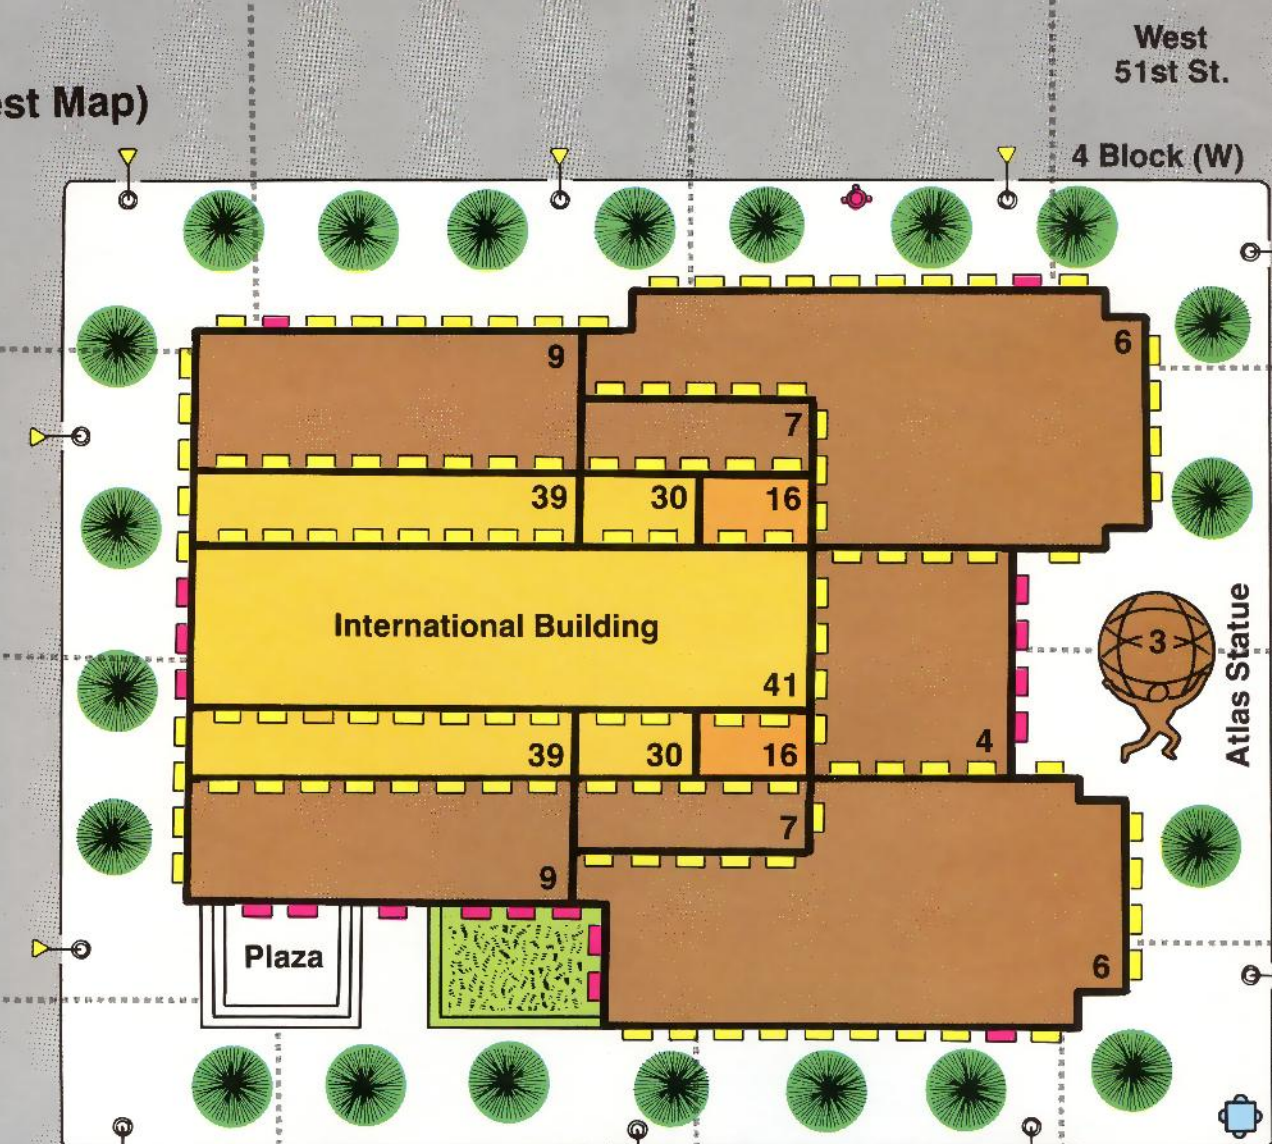 West
51st St.
est Map)
4 Block (W)
9
6
7
39
30
16
International Building
41
< 3 >
Atlas Statue
4
39
30
16
7
9
Plaza
6